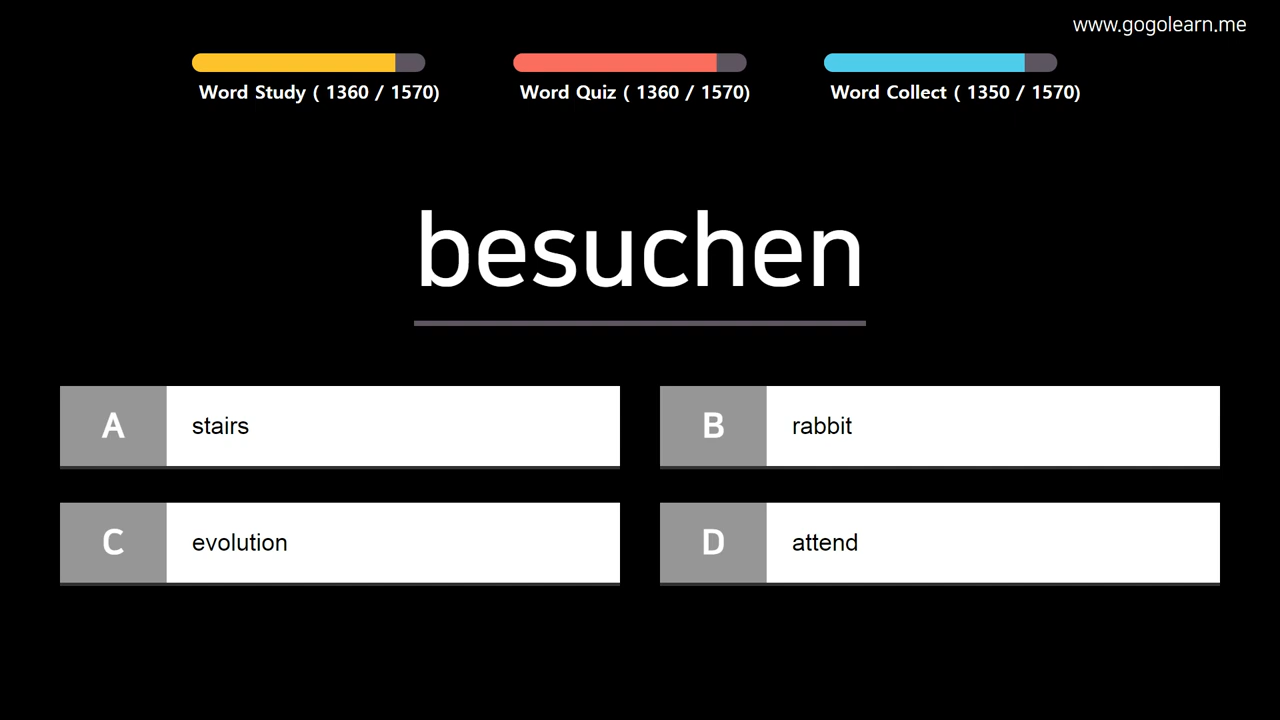 www.gogolearn.me
Word Study ( 1360 / 1570)
Word Quiz ( 1360 / 1570)
Word Collect ( 1350 / 1570)
besuchen
A stairs
B rabbit
C evolution
D attend